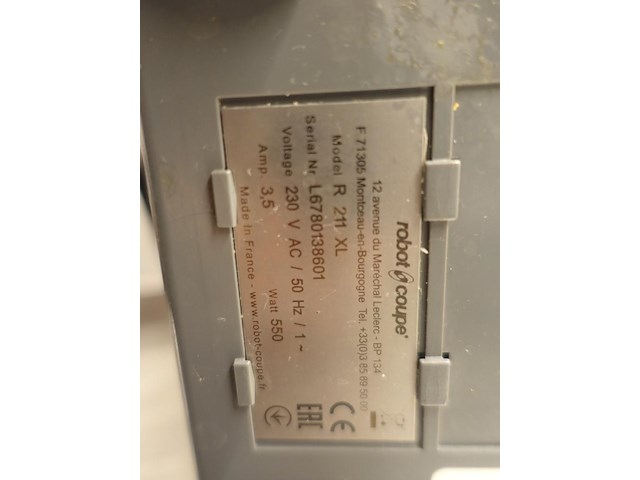 robot coupe®
12 avenue du Maréchal Leclerc - BP 134
F 71305 Montceau-en-Bourgogne Tel. +33(0)3 85 69 50 00
Model R 211 XL
Serial Nr. L6780138601
Voltage 230 V AC / 50 Hz / 1 ~
Amp. 3,5 Watt 550
Made in France - www.robot-coupe.fr
CE
EAC